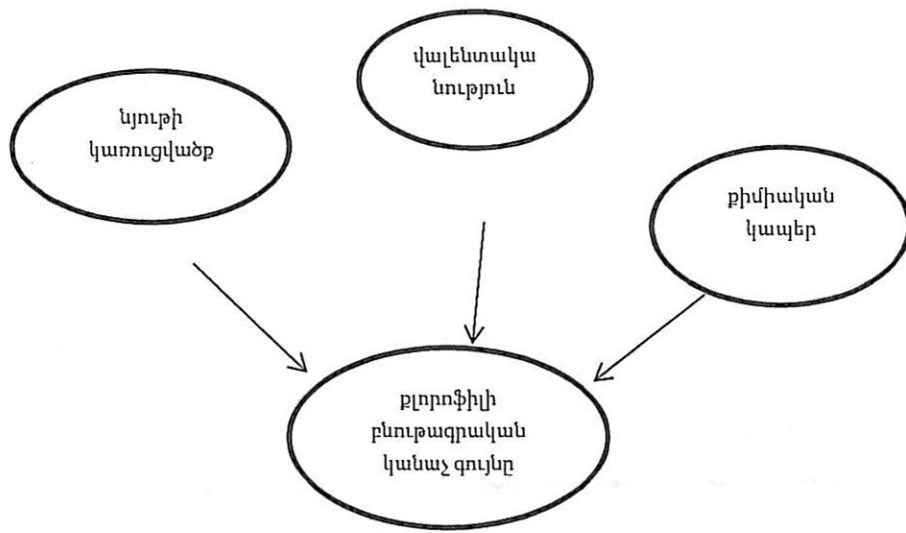 վալենտակա
նություն
նյութի
կառուցվածք
քիմիական
կապեր
քլորոֆիլի
բնութագրական
կանաչ գույնը